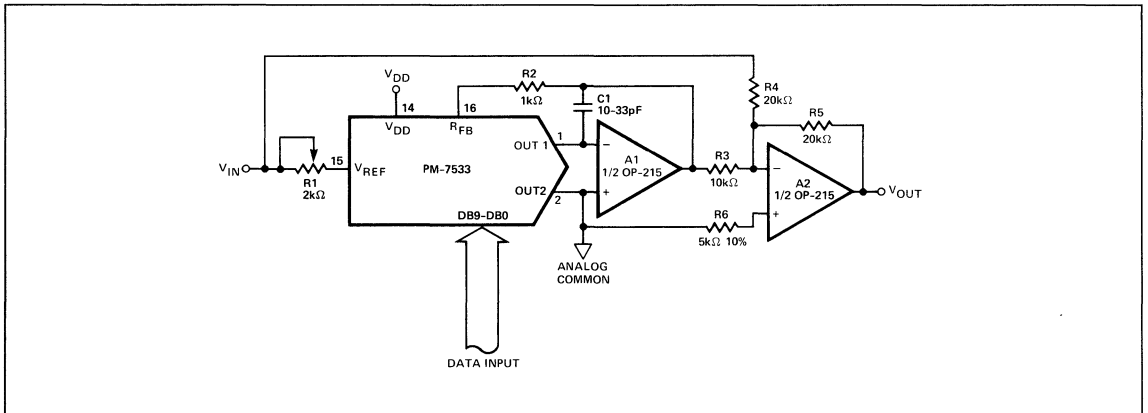 V_DD
14
V_DD
16
R_FB
R2
1kΩ
C1
10-33pF
R4
20kΩ
R5
20kΩ
V_IN
R1
2kΩ
15
V_REF
PM-7533
OUT 1
1
OUT2
2
DB9-DB0
−
A1
1/2 OP-215
+
R3
10kΩ
−
A2
1/2 OP-215
+
V_OUT
R6
5kΩ 10%
ANALOG
COMMON
DATA INPUT